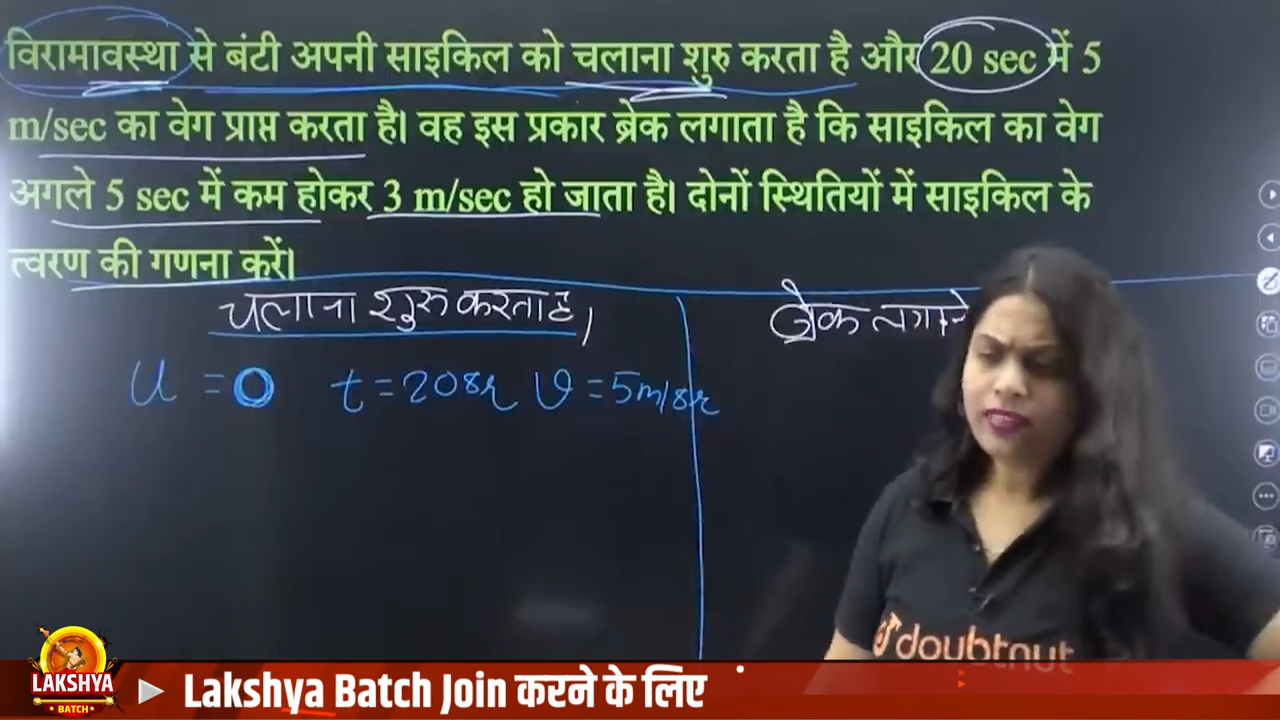 विरामावस्था से बंटी अपनी साइकिल को चलाना शुरु करता है और 20 sec में 5
m/sec का वेग प्राप्त करता है। वह इस प्रकार ब्रेक लगाता है कि साइकिल का वेग
अगले 5 sec में कम होकर 3 m/sec हो जाता है। दोनों स्थितियों में साइकिल के
त्वरण की गणना करें।
चलाना शुरू करता है।
ब्रेक लगाने
u = 0 t = 20 sec v = 5 m/sec
doubtnut
LAKSHYA
BATCH
Lakshya Batch Join करने के लिए